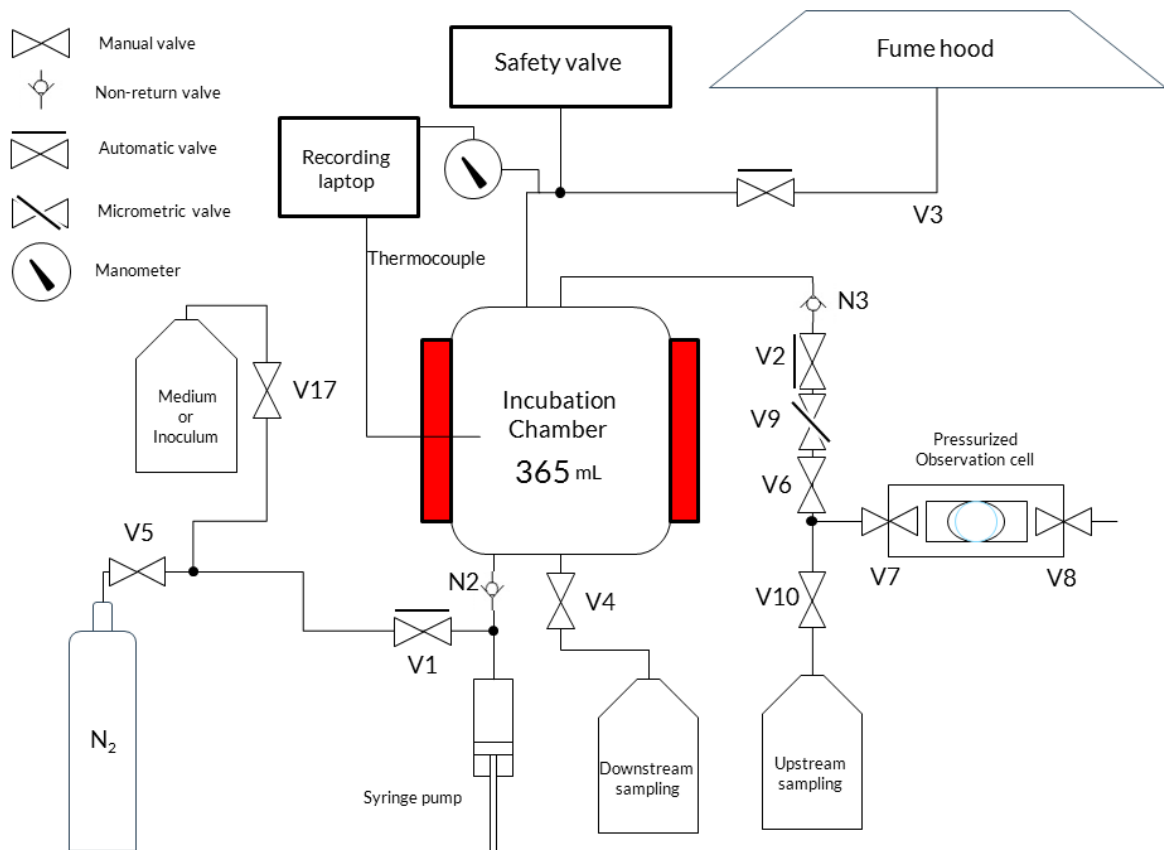 Manual valve
Non-return valve
Automatic valve
Micrometric valve
Manometer
Safety valve
Fume hood
Recording
laptop
Thermocouple
V3
N3
V2
V9
V6
Medium
or
Inoculum
V17
Incubation
Chamber
365 mL
Pressurized
Observation cell
V5
N2
V4
V7
V8
V10
V1
N₂
Syringe pump
Downstream
sampling
Upstream
sampling